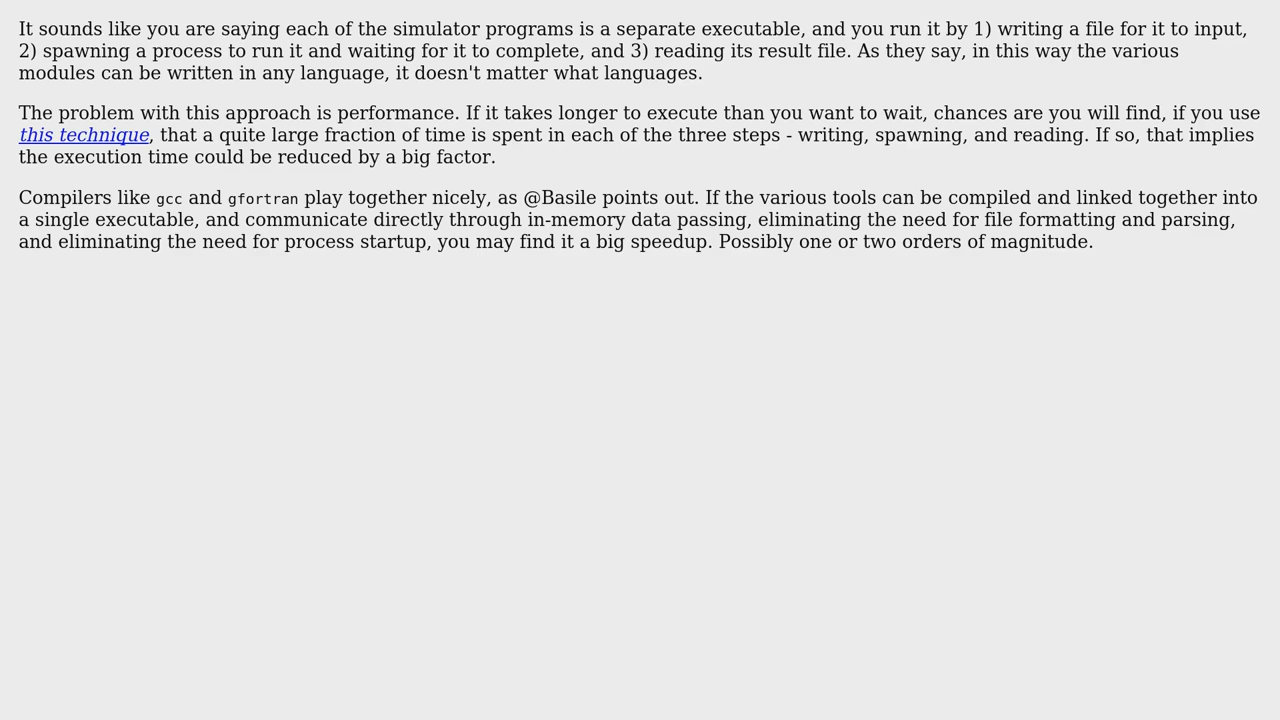 It sounds like you are saying each of the simulator programs is a separate executable, and you run it by 1) writing a file for it to input,
2) spawning a process to run it and waiting for it to complete, and 3) reading its result file. As they say, in this way the various
modules can be written in any language, it doesn't matter what languages.
The problem with this approach is performance. If it takes longer to execute than you want to wait, chances are you will find, if you use
this technique, that a quite large fraction of time is spent in each of the three steps - writing, spawning, and reading. If so, that implies
the execution time could be reduced by a big factor.
Compilers like gcc and gfortran play together nicely, as @Basile points out. If the various tools can be compiled and linked together into
a single executable, and communicate directly through in-memory data passing, eliminating the need for file formatting and parsing,
and eliminating the need for process startup, you may find it a big speedup. Possibly one or two orders of magnitude.